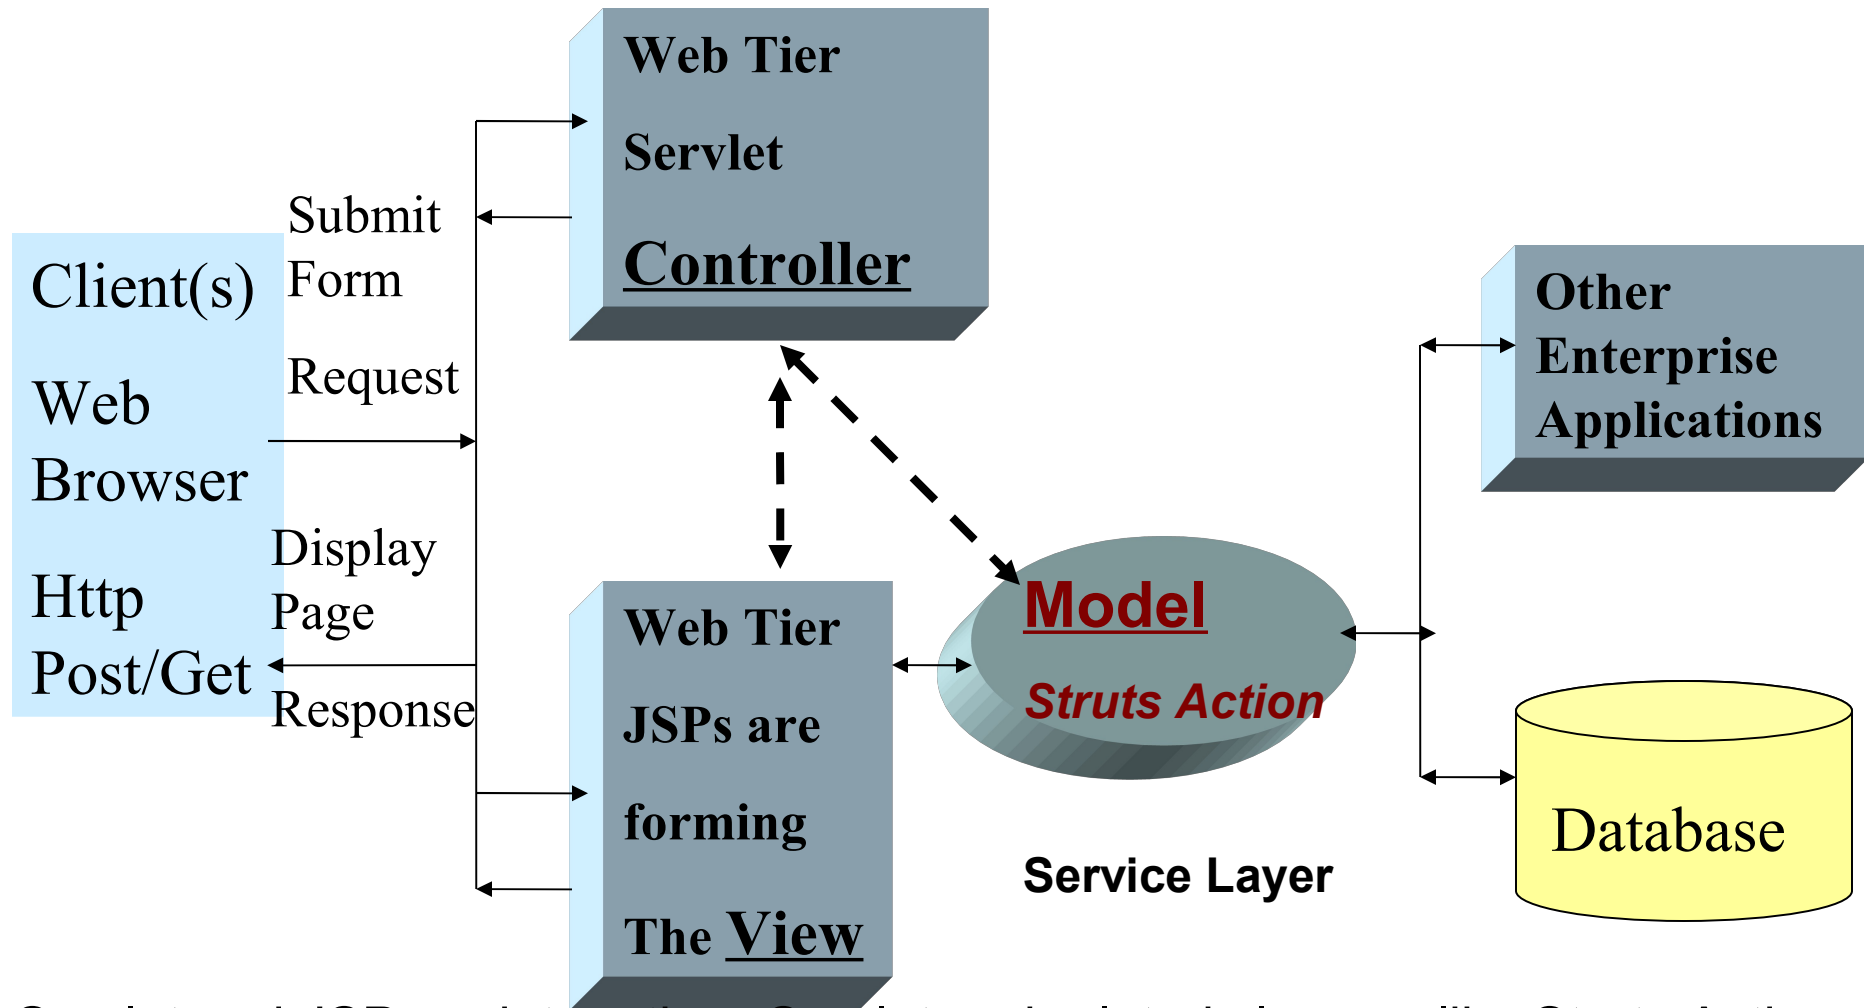 Web Tier
Servlet
Controller
Submit
Form
Request
Client(s)
Web
Browser
Http
Post/Get
Display
Page
Response
Web Tier
JSPs are
forming
The View
Model
Struts Action
Service Layer
Other
Enterprise
Applications
Database